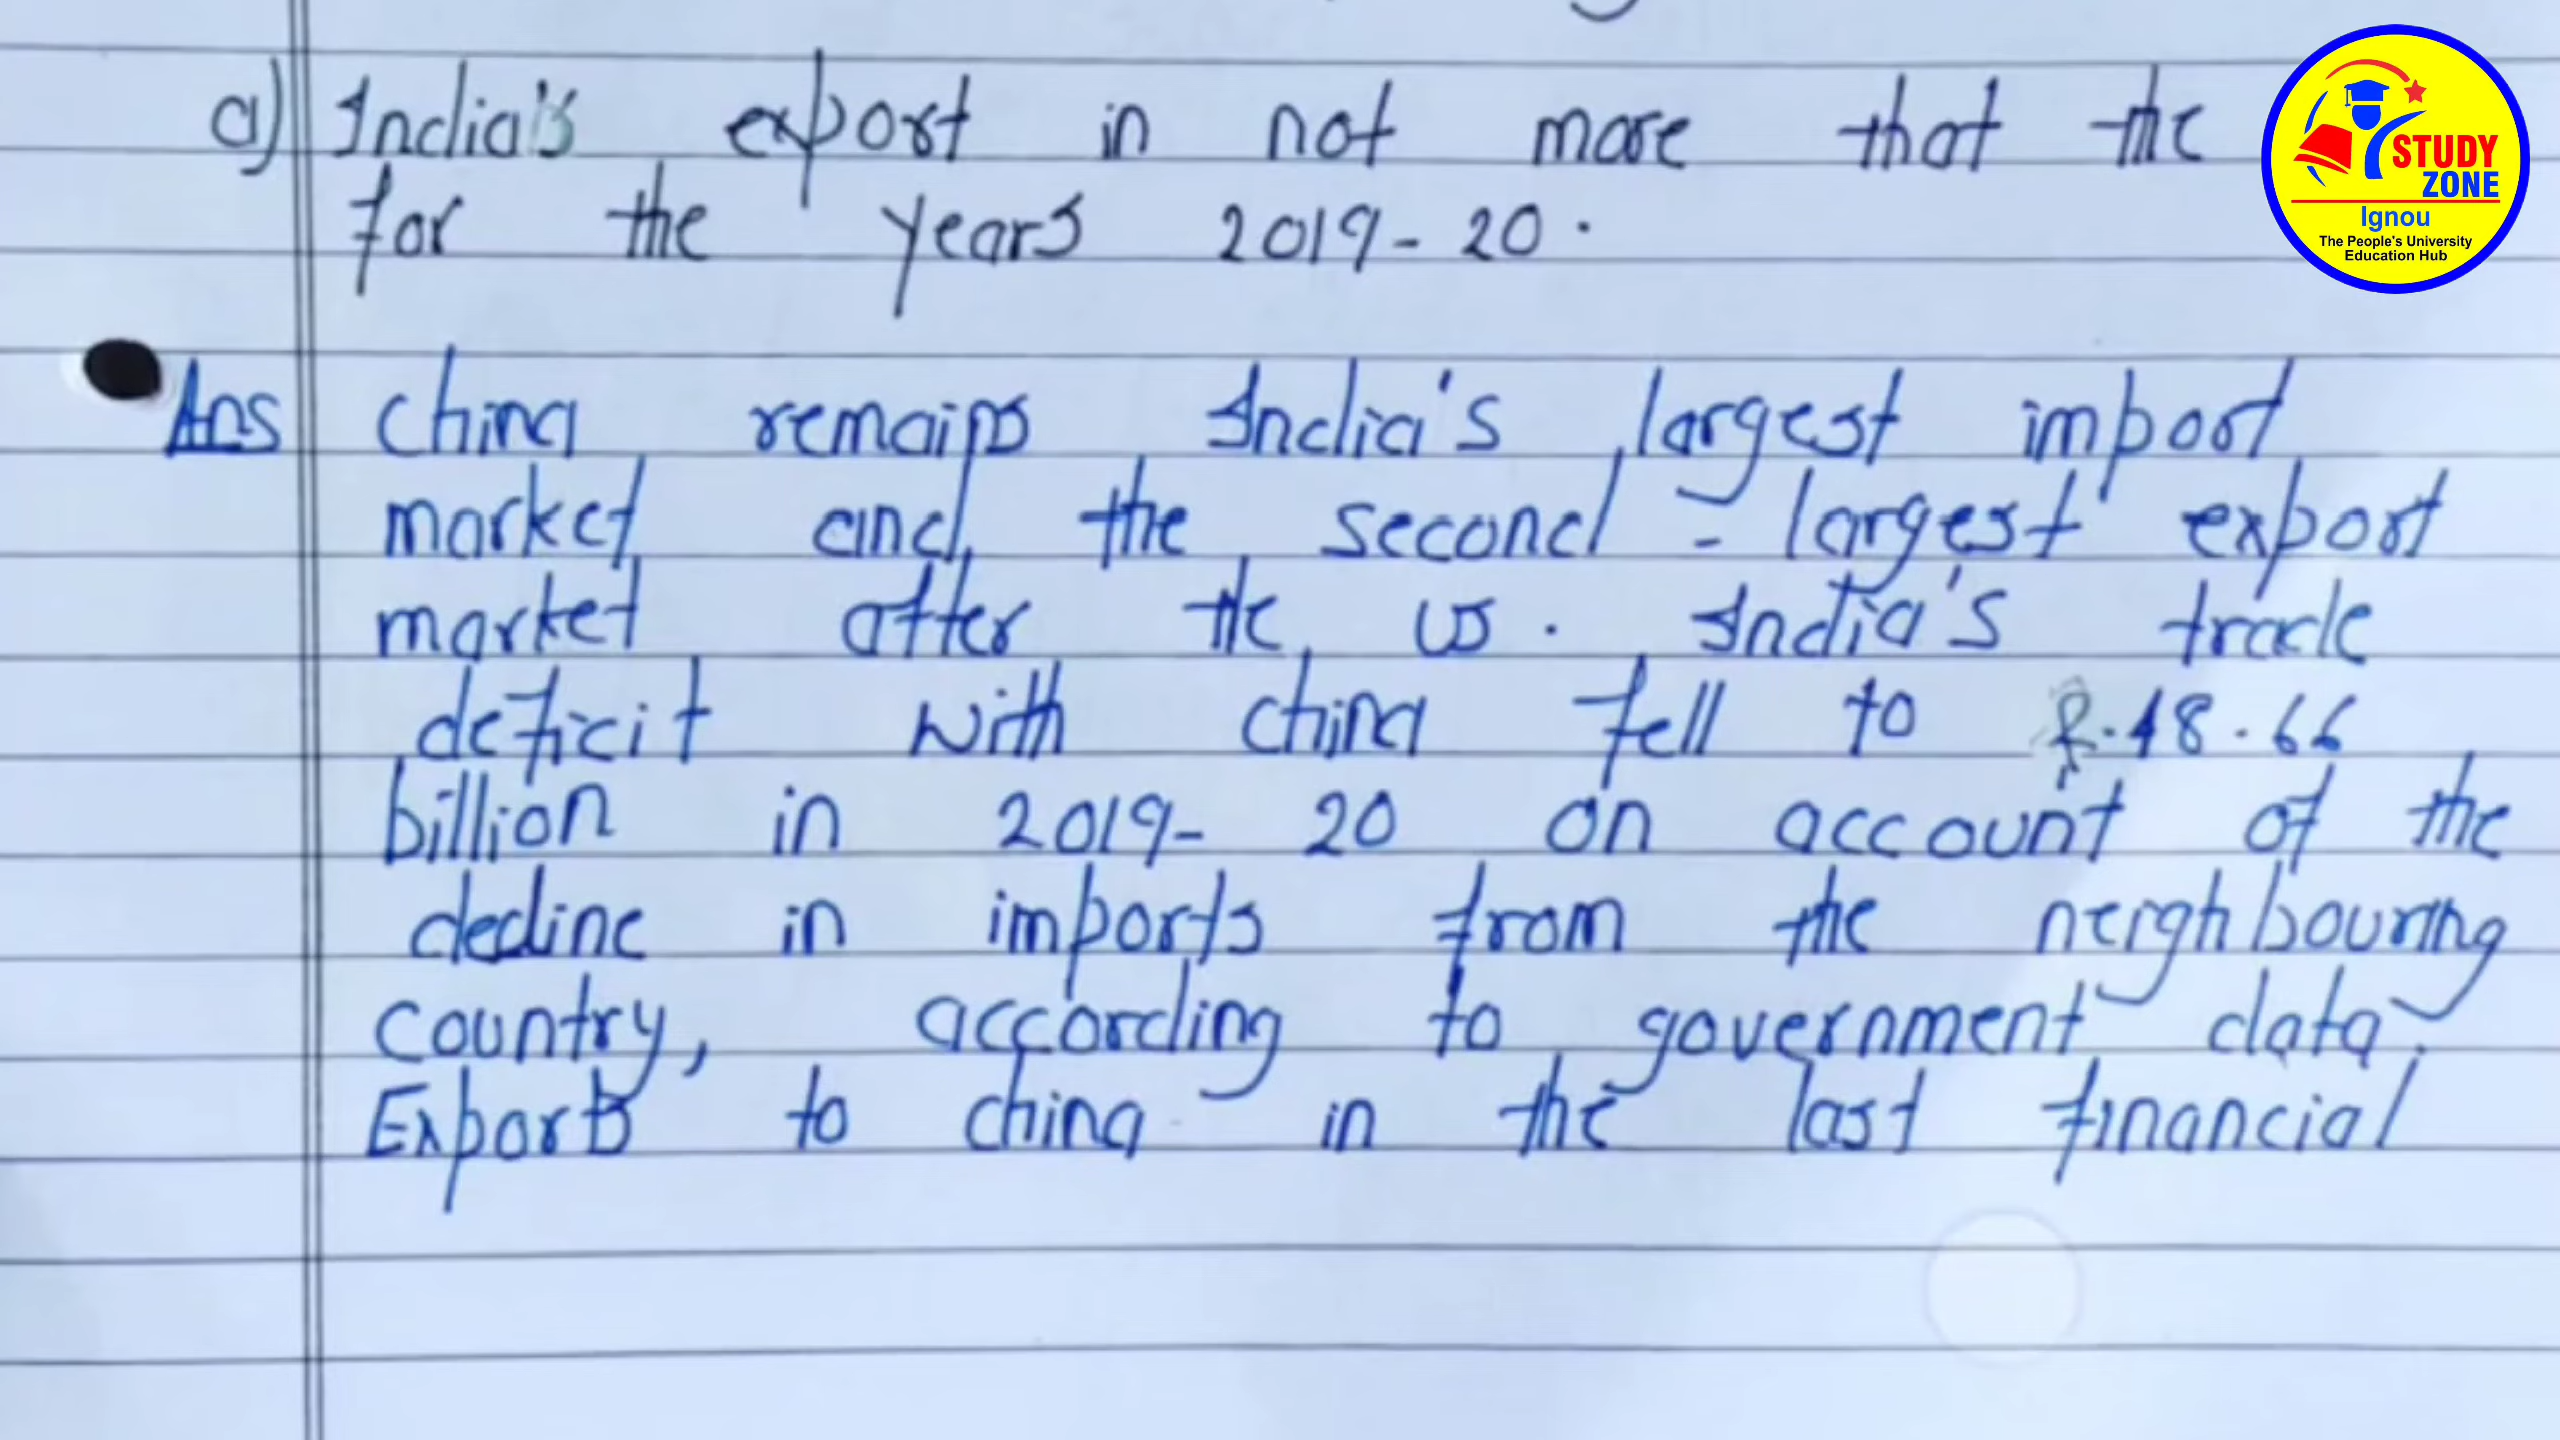 a) India's export in not more that the
for the years 2019-20.
STUDY
ZONE
Ignou
The People's University
Education Hub
Ans China remains India's largest import
market and the second-largest export
market after the us. India's trade
deficit with china fell to 48.66
billion in 2019-20 on account of the
decline in imports from the neighbouring
country, according to government data.
Exports to china in the last financial